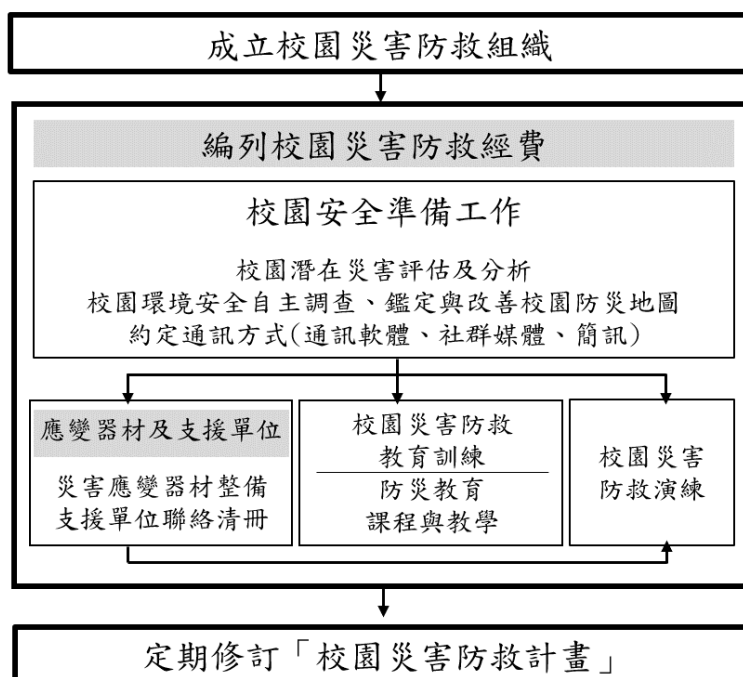 成立校園災害防救組織
編列校園災害防救經費
校園安全準備工作
校園潛在災害評估及分析
校園環境安全自主調查、鑑定與改善校園防災地圖
約定通訊方式(通訊軟體、社群媒體、簡訊)
應變器材及支援單位
災害應變器材整備
支援單位聯絡清冊
校園災害防救
教育訓練
防災教育
課程與教學
校園災害
防救演練
定期修訂「校園災害防救計畫」